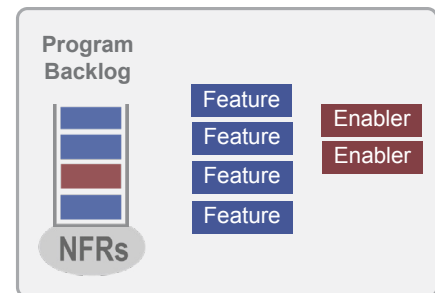 Program
Backlog
NFRs
Feature
Feature
Feature
Feature
Enabler
Enabler